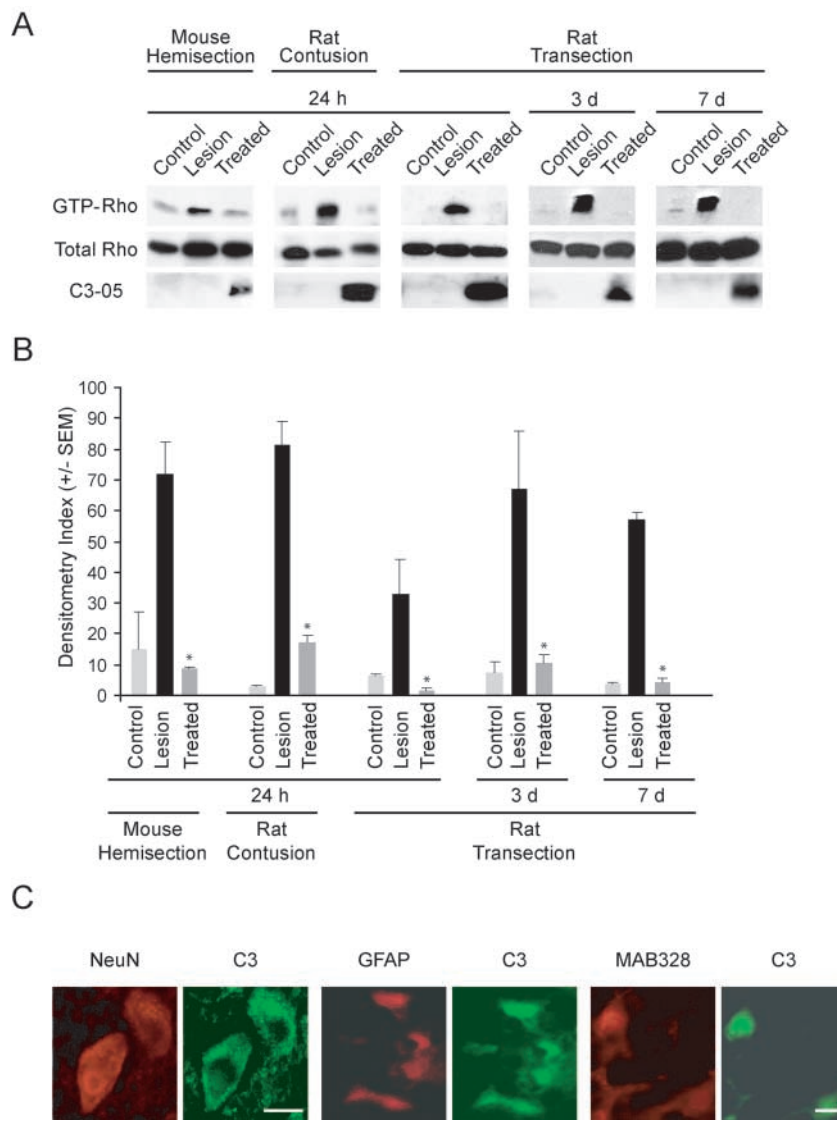 A
Mouse Hemisection
Rat Contusion
Rat Transection
24 h
3 d
7 d
Control Lesion Treated Control Lesion Treated Control Lesion Treated Control Lesion Treated Control Lesion Treated
GTP-Rho
Total Rho
C3-05
B
Densitometry Index (+/- SEM)
100
90
80
70
60
50
40
30
20
10
0
* * * * *
Control Lesion Treated Control Lesion Treated Control Lesion Treated Control Lesion Treated Control Lesion Treated
24 h
3 d
7 d
Mouse Hemisection
Rat Contusion
Rat Transection
C
NeuN C3 GFAP C3 MAB328 C3